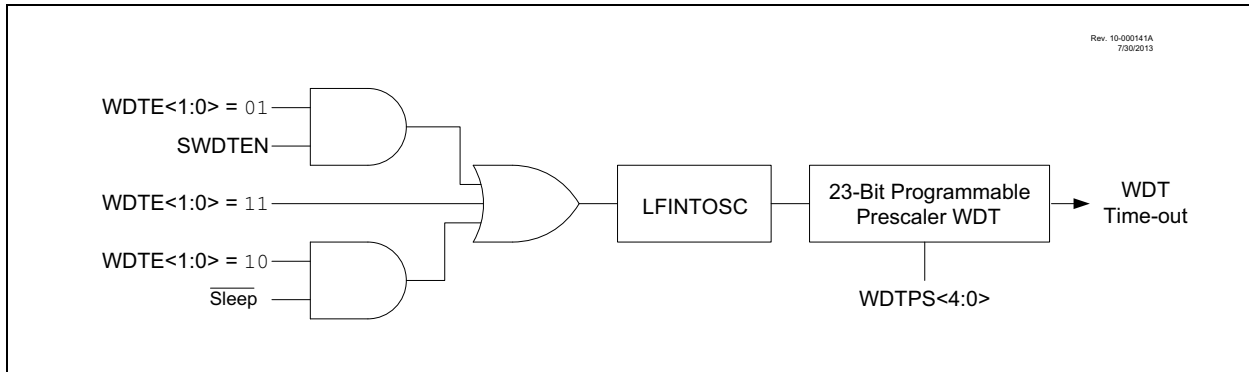 Rev. 10-000141A
7/30/2013
WDTE<1:0> = 01
SWDTEN
WDTE<1:0> = 11
WDTE<1:0> = 10
Sleep
LFINTOSC
23-Bit Programmable
Prescaler WDT
WDT
Time-out
WDTPS<4:0>